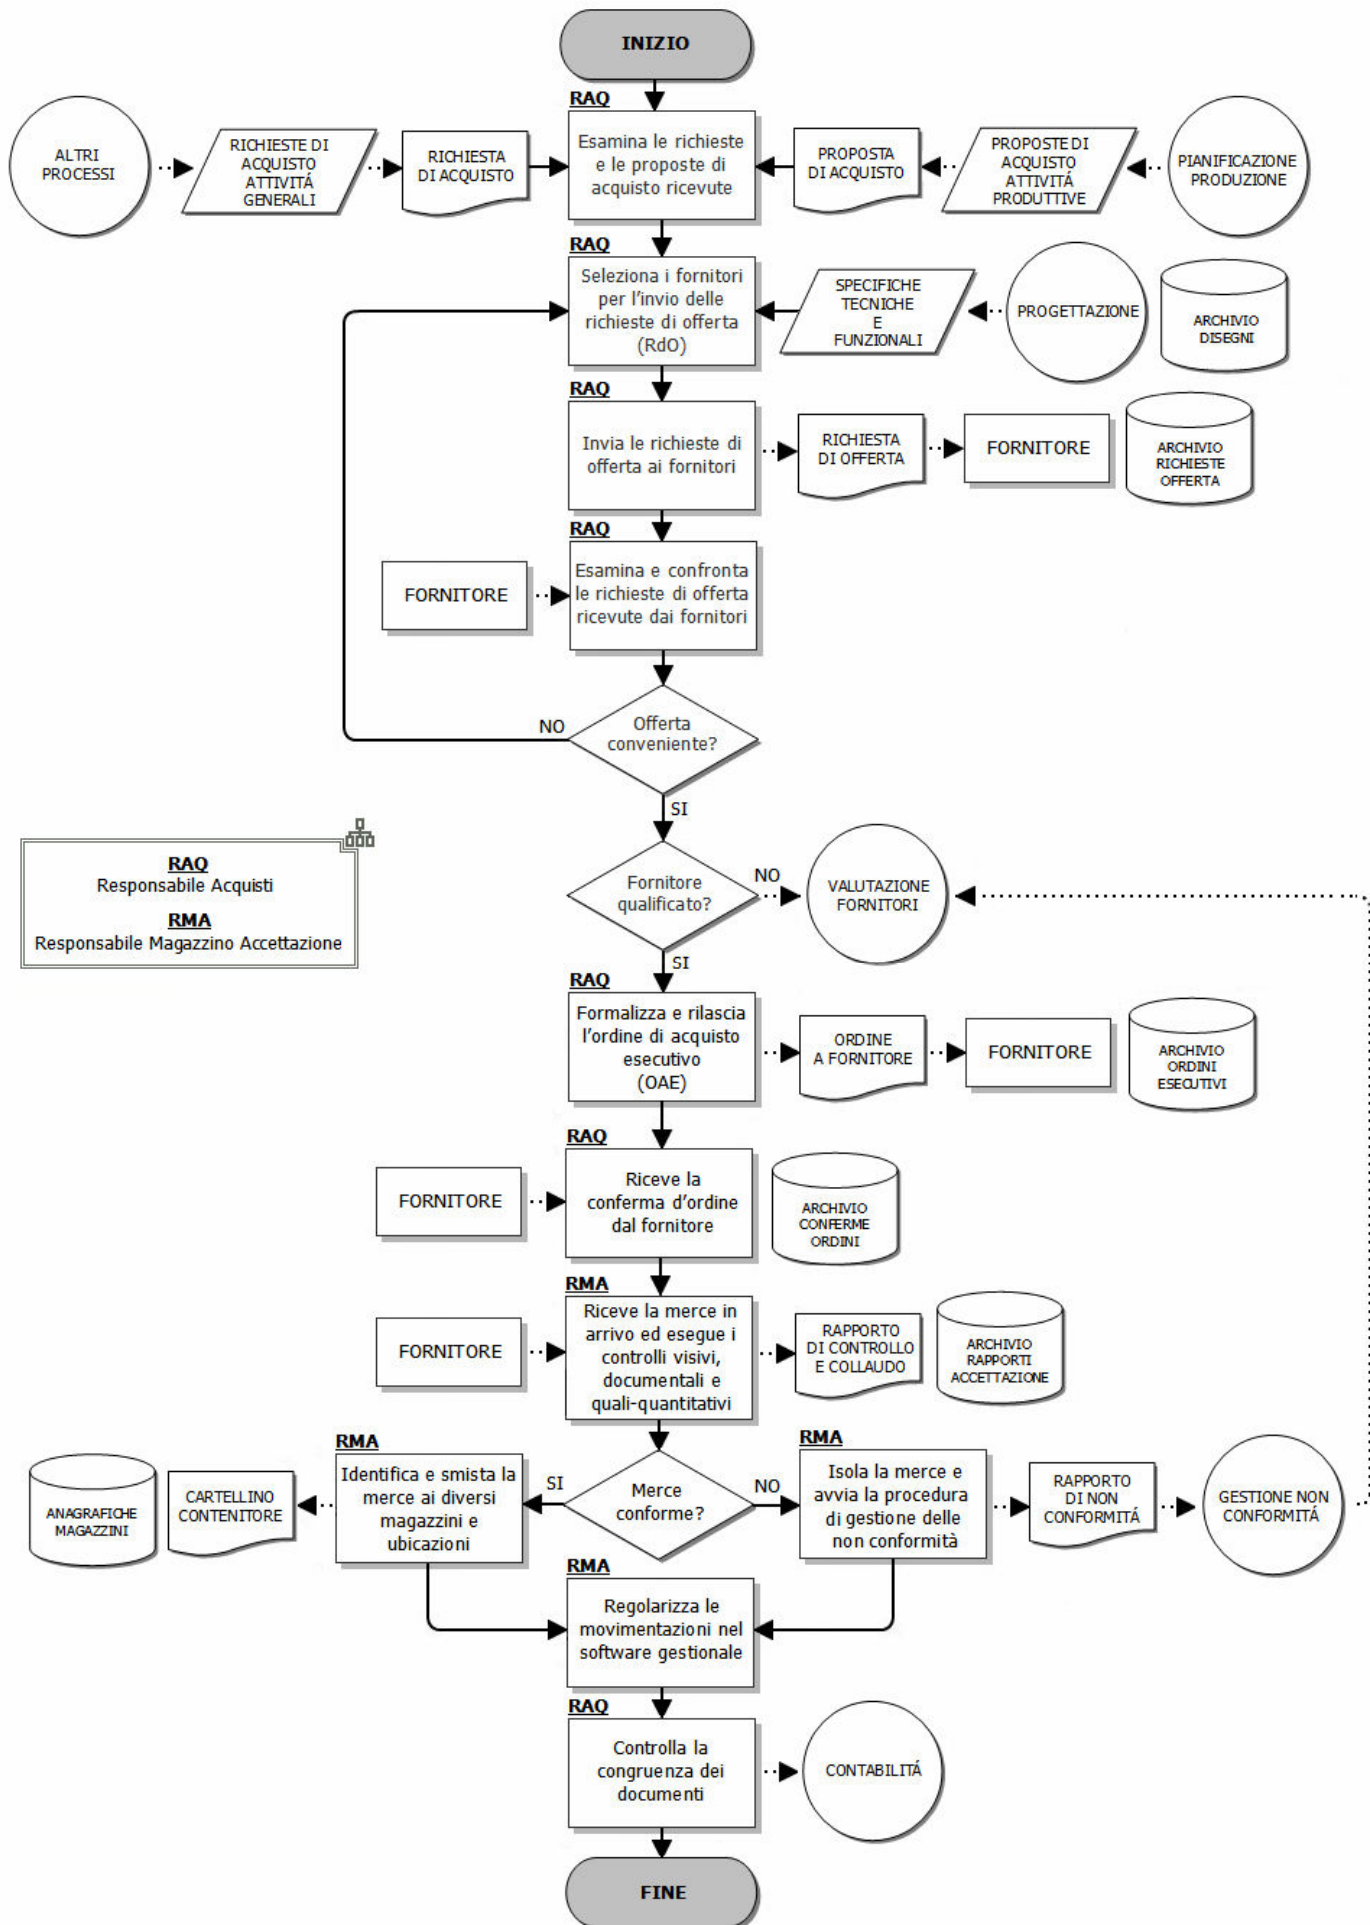 INIZIO
RAQ
ALTRI
PROCESSI
RICHIESTE DI
ACQUISTO
ATTIVITÁ
GENERALI
RICHIESTA
DI ACQUISTO
Esamina le richieste
e le proposte di
acquisto ricevute
PROPOSTA
DI ACQUISTO
PROPOSTE DI
ACQUISTO
ATTIVITÁ
PRODUTTIVE
PIANIFICAZIONE
PRODUZIONE
RAQ
Seleziona i fornitori
per l'invio delle
richieste di offerta
(RdO)
SPECIFICHE
TECNICHE
E
FUNZIONALI
PROGETTAZIONE
ARCHIVIO
DISEGNI
RAQ
Invia le richieste di
offerta ai fornitori
RICHIESTA
DI OFFERTA
FORNITORE
ARCHIVIO
RICHIESTE
OFFERTA
RAQ
FORNITORE
Esamina e confronta
le richieste di offerta
ricevute dai fornitori
NO
Offerta
conveniente?
SI
RAQ
Responsabile Acquisti
RMA
Responsabile Magazzino Accettazione
Fornitore
qualificato?
NO
VALUTAZIONE
FORNITORI
SI
RAQ
Formalizza e rilascia
l'ordine di acquisto
esecutivo
(OAE)
ORDINE
A FORNITORE
FORNITORE
ARCHIVIO
ORDINI
ESECUTIVI
RAQ
FORNITORE
Riceve la
conferma d'ordine
dal fornitore
ARCHIVIO
CONFERME
ORDINI
RMA
FORNITORE
Riceve la merce in
arrivo ed esegue i
controlli visivi,
documentali e
quali-quantitativi
RAPPORTO
DI CONTROLLO
E COLLAUDO
ARCHIVIO
RAPPORTI
ACCETTAZIONE
RMA
ANAGRAFICHE
MAGAZZINI
CARTELLINO
CONTENITORE
Identifica e smista la
merce ai diversi
magazzini e
ubicazioni
SI
Merce
conforme?
NO
RMA
Isola la merce e
avvia la procedura
di gestione delle
non conformità
RAPPORTO
DI NON
CONFORMITÁ
GESTIONE NON
CONFORMITÁ
RMA
Regolarizza le
movimentazioni nel
software gestionale
RAQ
Controlla la
congruenza dei
documenti
CONTABILITÁ
FINE